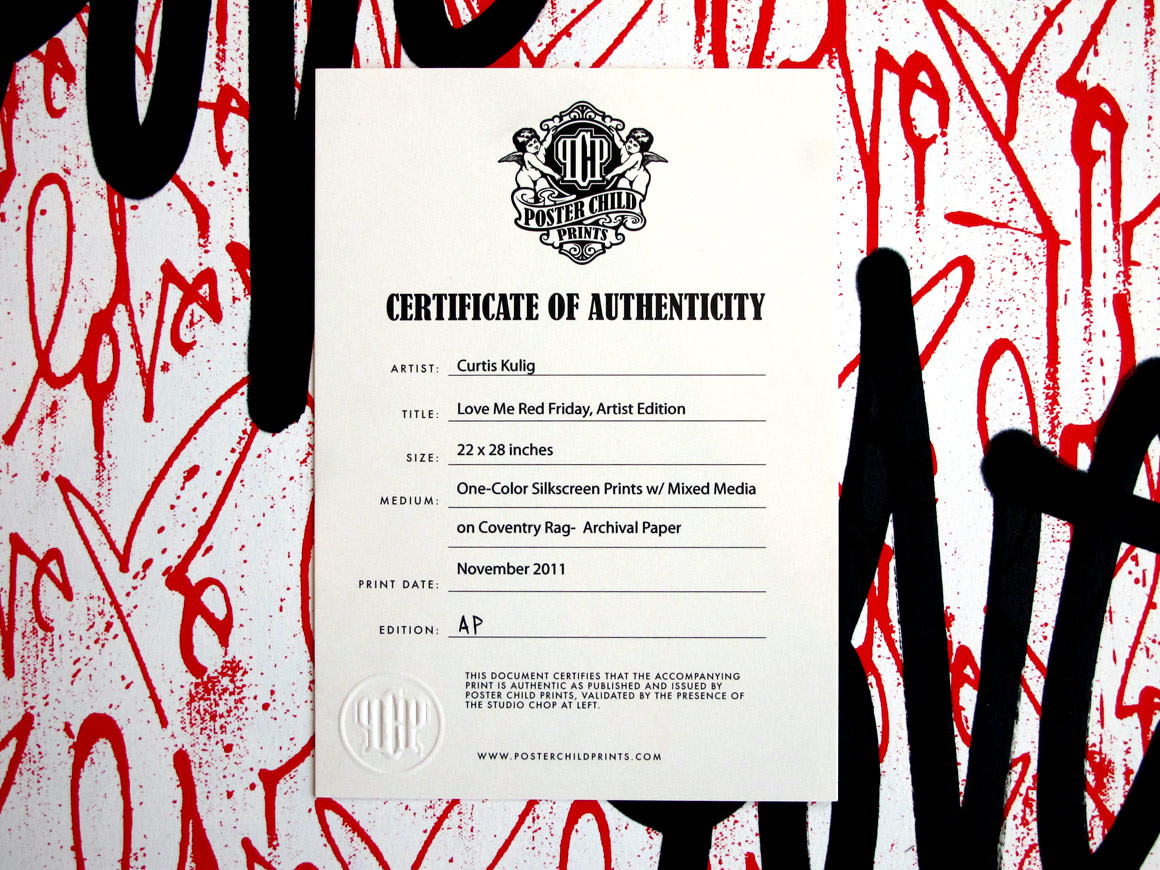 PCP
POSTER CHILD
PRINTS
CERTIFICATE OF AUTHENTICITY
ARTIST: Curtis Kulig
TITLE: Love Me Red Friday, Artist Edition
SIZE: 22 x 28 inches
MEDIUM: One-Color Silkscreen Prints w/ Mixed Media
on Coventry Rag- Archival Paper
PRINT DATE: November 2011
EDITION: AP
THIS DOCUMENT CERTIFIES THAT THE ACCOMPANYING
PRINT IS AUTHENTIC AS PUBLISHED AND ISSUED BY
POSTER CHILD PRINTS, VALIDATED BY THE PRESENCE OF
THE STUDIO CHOP AT LEFT.
PCP
WWW.POSTERCHILDPRINTS.COM
love